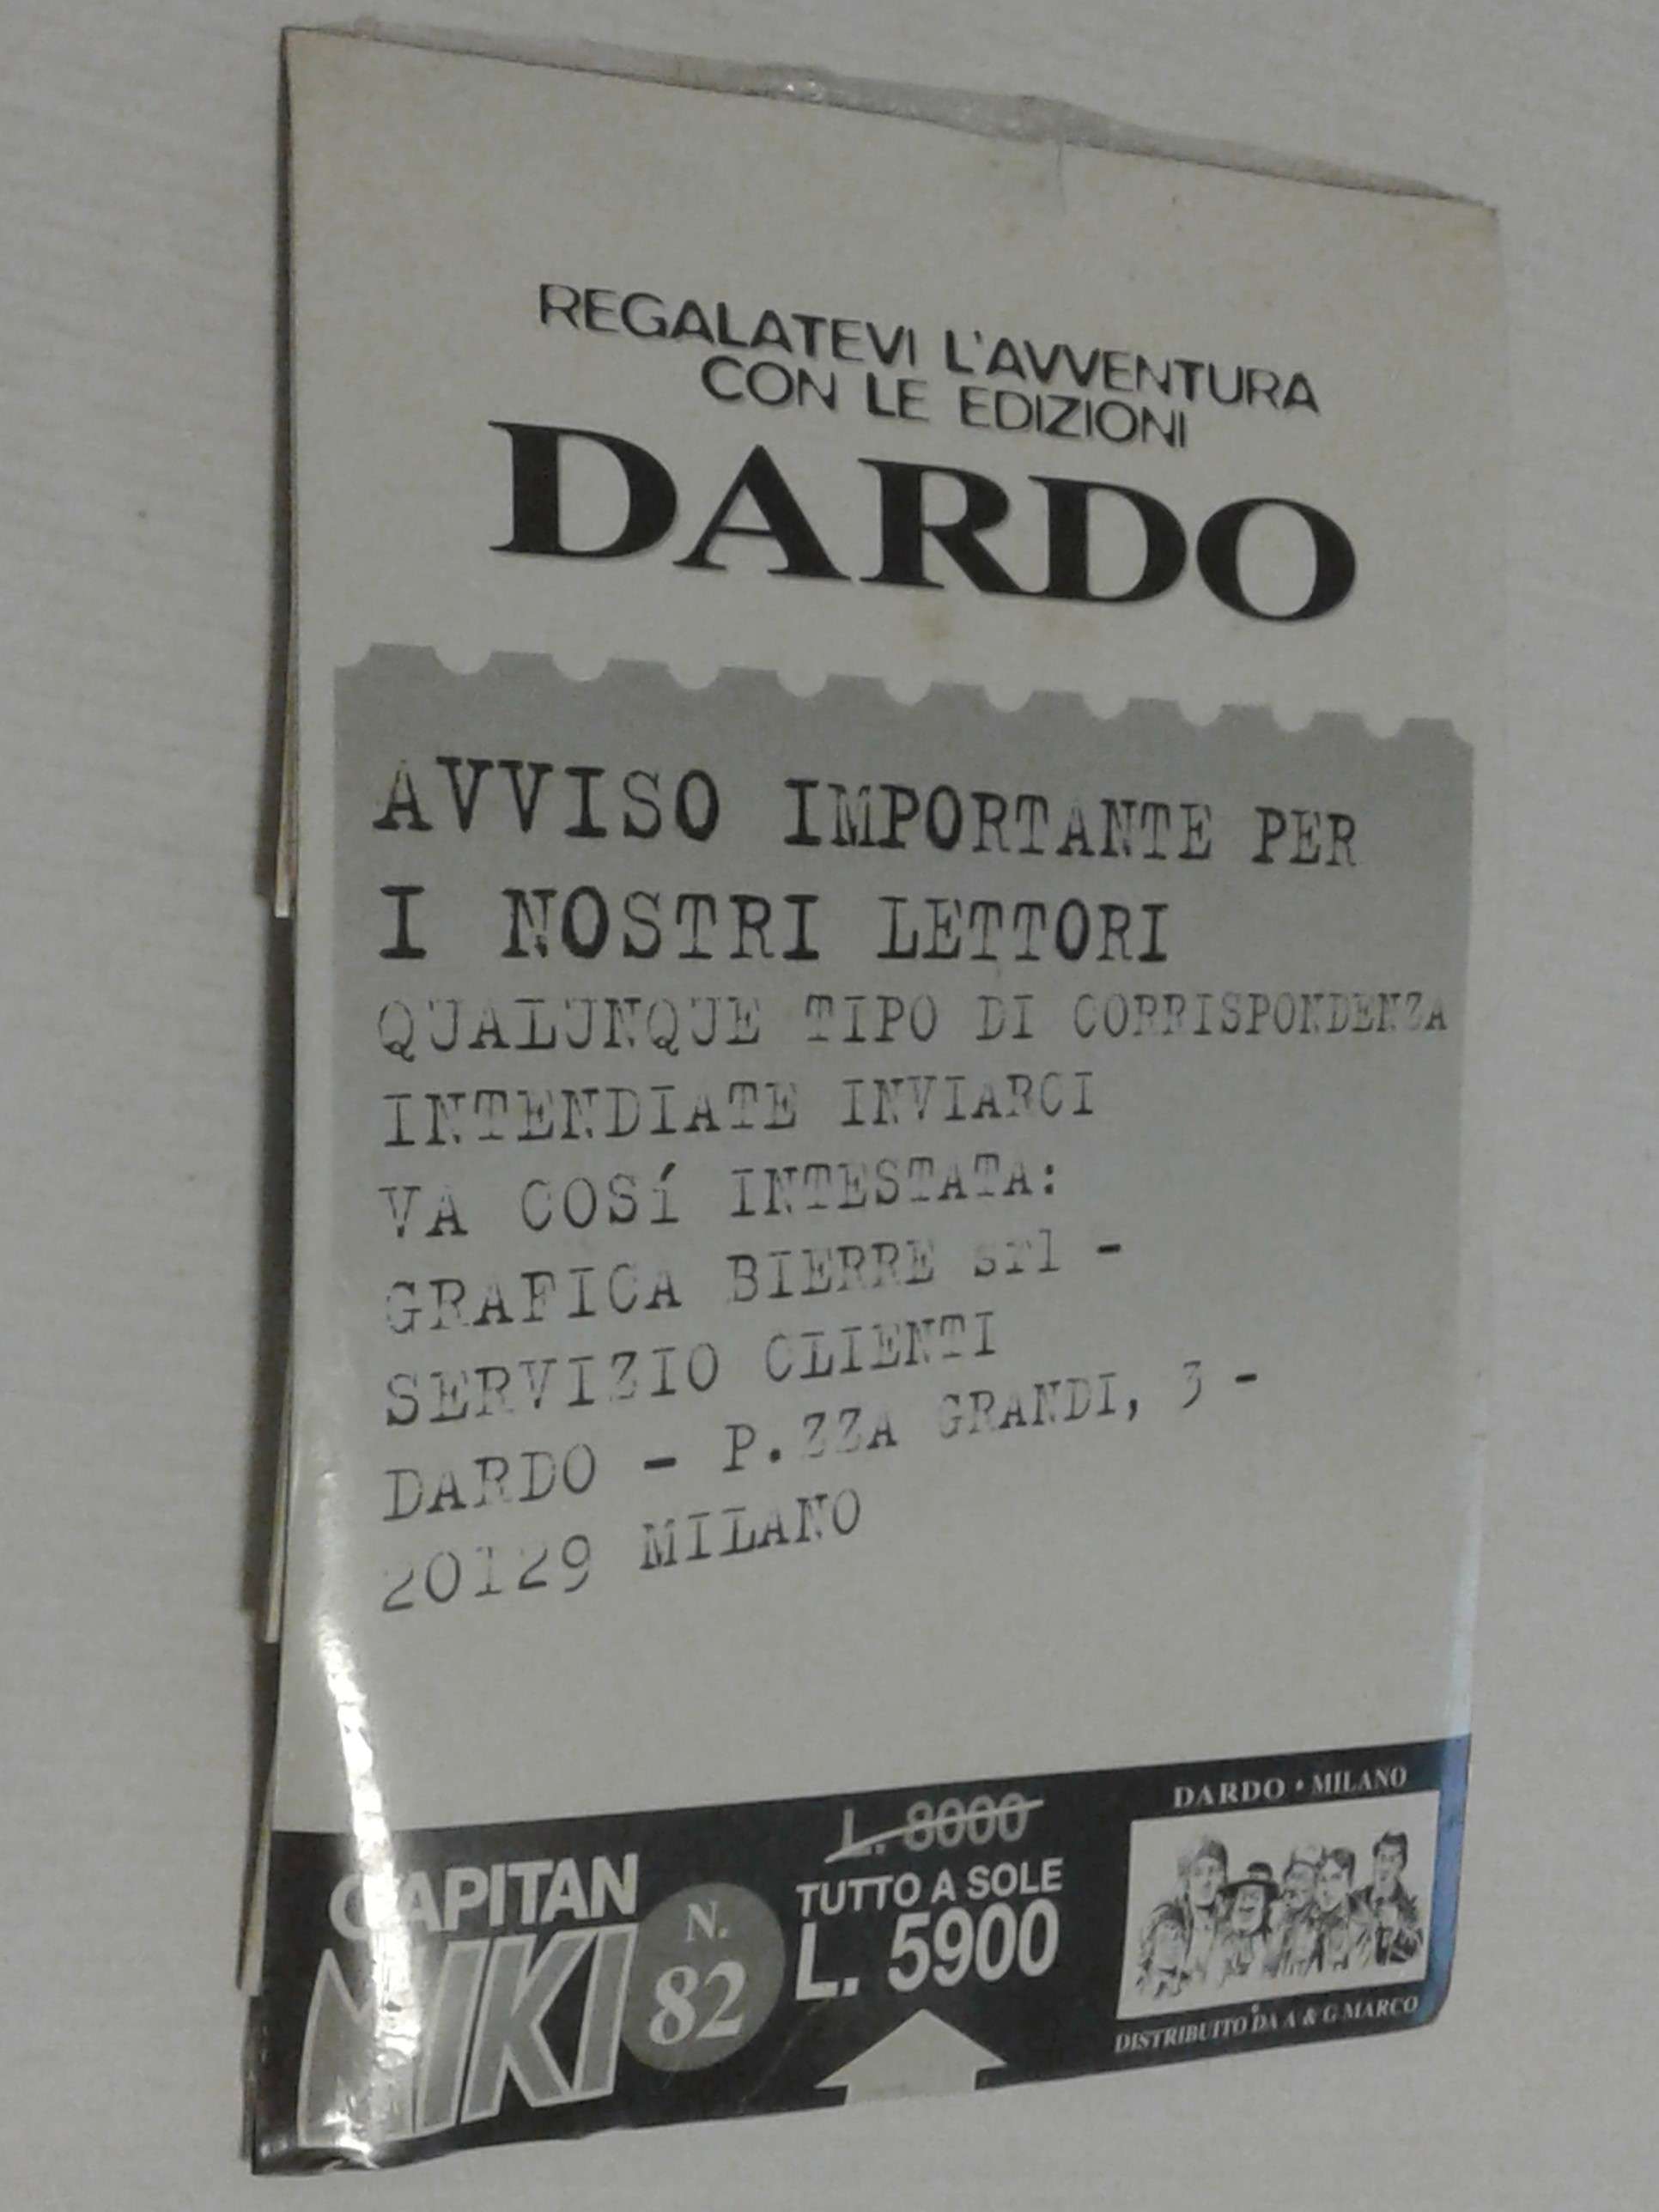 REGALATEVI L'AVVENTURA
CON LE EDIZIONI
DARDO
AVVISO IMPORTANTE PER
I NOSTRI LETTORI
QUALUNQUE TIPO DI CORRISPONDENZA
INTENDIATE INVIARCI
VA COSÍ INTESTATA:
GRAFICA BIERRE srl -
SERVIZIO CLIENTI
DARDO - P.ZZA GRANDI, 3 -
20129 MILANO
CAPITAN
MIKI
N.
82
L. 8000
TUTTO A SOLE
L. 5900
DARDO • MILANO
DISTRIBUITO DA A & G MARCO